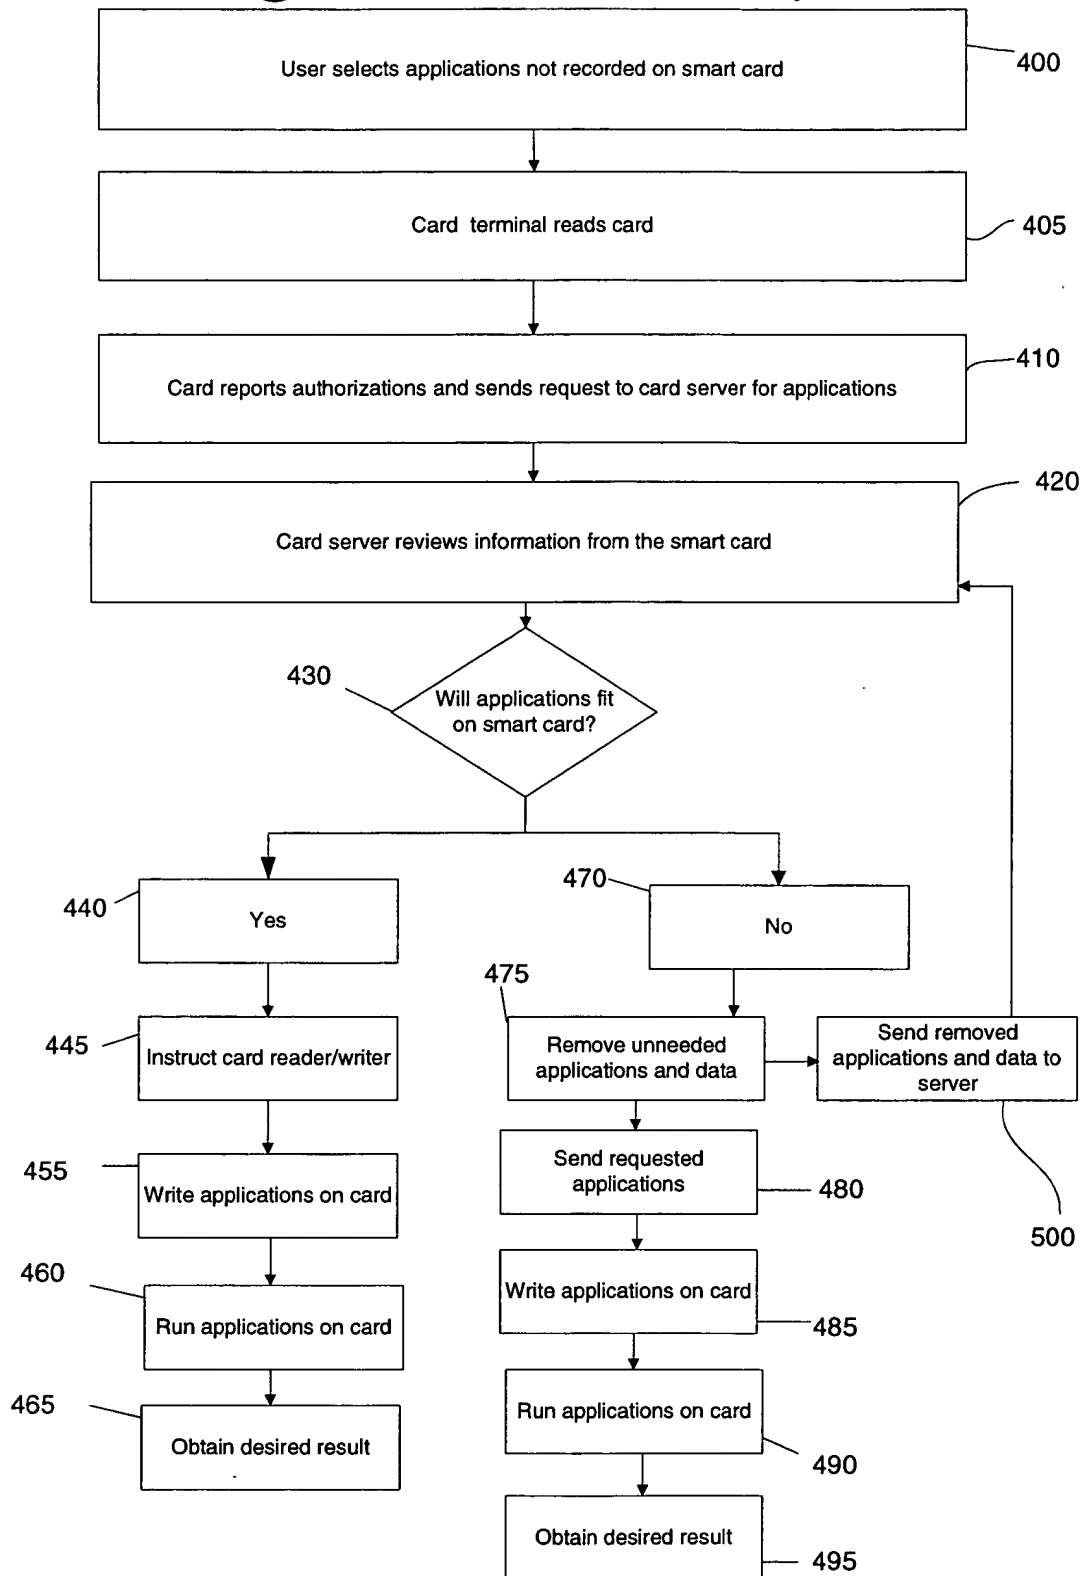 User selects applications not recorded on smart card
400
Card terminal reads card
405
Card reports authorizations and sends request to card server for applications
410
420
Card server reviews information from the smart card
430
Will applications fit
on smart card?
440
Yes
470
No
475
445
Instruct card reader/writer
Remove unneeded
applications and data
Send removed
applications and data to
server
455
Write applications on card
Send requested
applications
480
500
460
Run applications on card
Write applications on card
485
465
Obtain desired result
Run applications on card
490
Obtain desired result
495